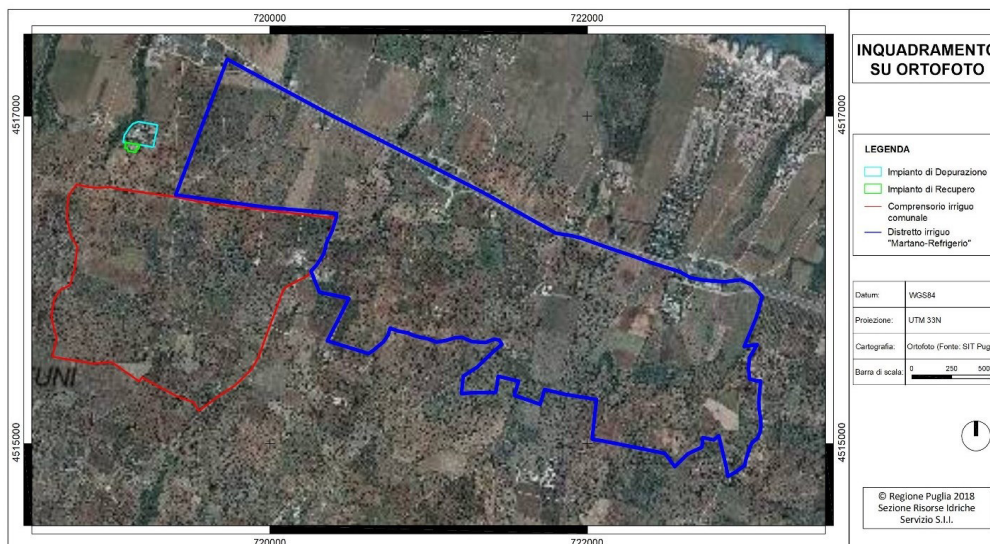 720000
722000
4517000
4515000
4517000
4515000
720000
722000
UNI
INQUADRAMENTO
SU ORTOFOTO
LEGENDA
Impianto di Depurazione
Impianto di Recupero
Comprensorio irriguo
comunale
Distretto irriguo
"Martano-Refrigerio"
Datum: WGS84
Proiezione: UTM 33N
Cartografia: Ortofoto (Fonte: SIT Pug
Barra di scala: 0 250 500
© Regione Puglia 2018
Sezione Risorse Idriche
Servizio S.I.I.